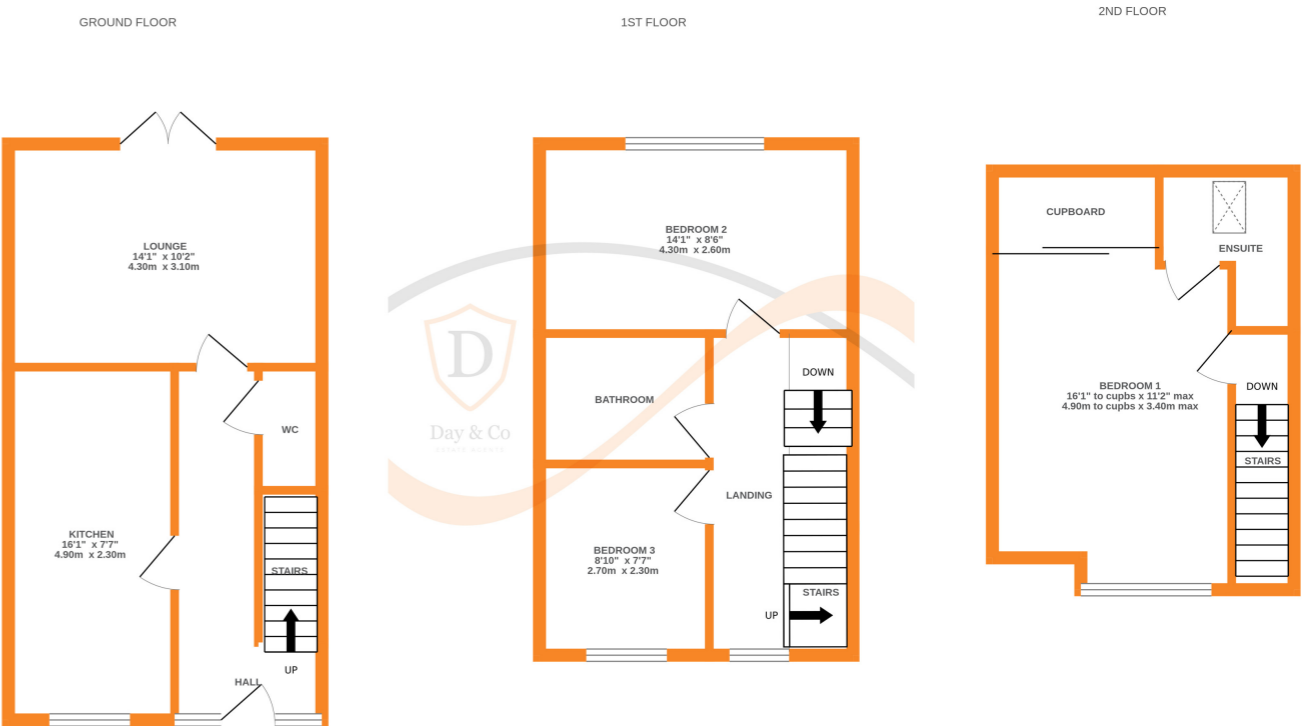 GROUND FLOOR
LOUNGE
14'1" x 10'2"
4.30m x 3.10m
WC
KITCHEN
16'1" x 7'7"
4.90m x 2.30m
STAIRS
UP
HALL
1ST FLOOR
BEDROOM 2
14'1" x 8'6"
4.30m x 2.60m
DOWN
BATHROOM
D
Day & Co
ESTATE AGENTS
LANDING
BEDROOM 3
8'10" x 7'7"
2.70m x 2.30m
STAIRS
UP
2ND FLOOR
CUPBOARD
ENSUITE
BEDROOM 1
16'1" to cupbs x 11'2" max
4.90m to cupbs x 3.40m max
DOWN
STAIRS